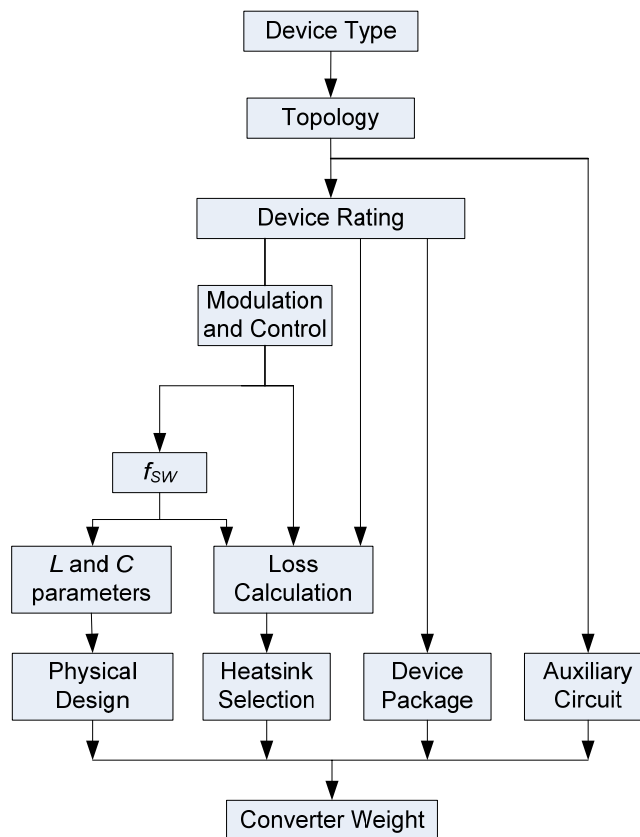 Device Type
Topology
Device Rating
Modulation
and Control
fSW
L and C
parameters
Loss
Calculation
Physical
Design
Heatsink
Selection
Device
Package
Auxiliary
Circuit
Converter Weight